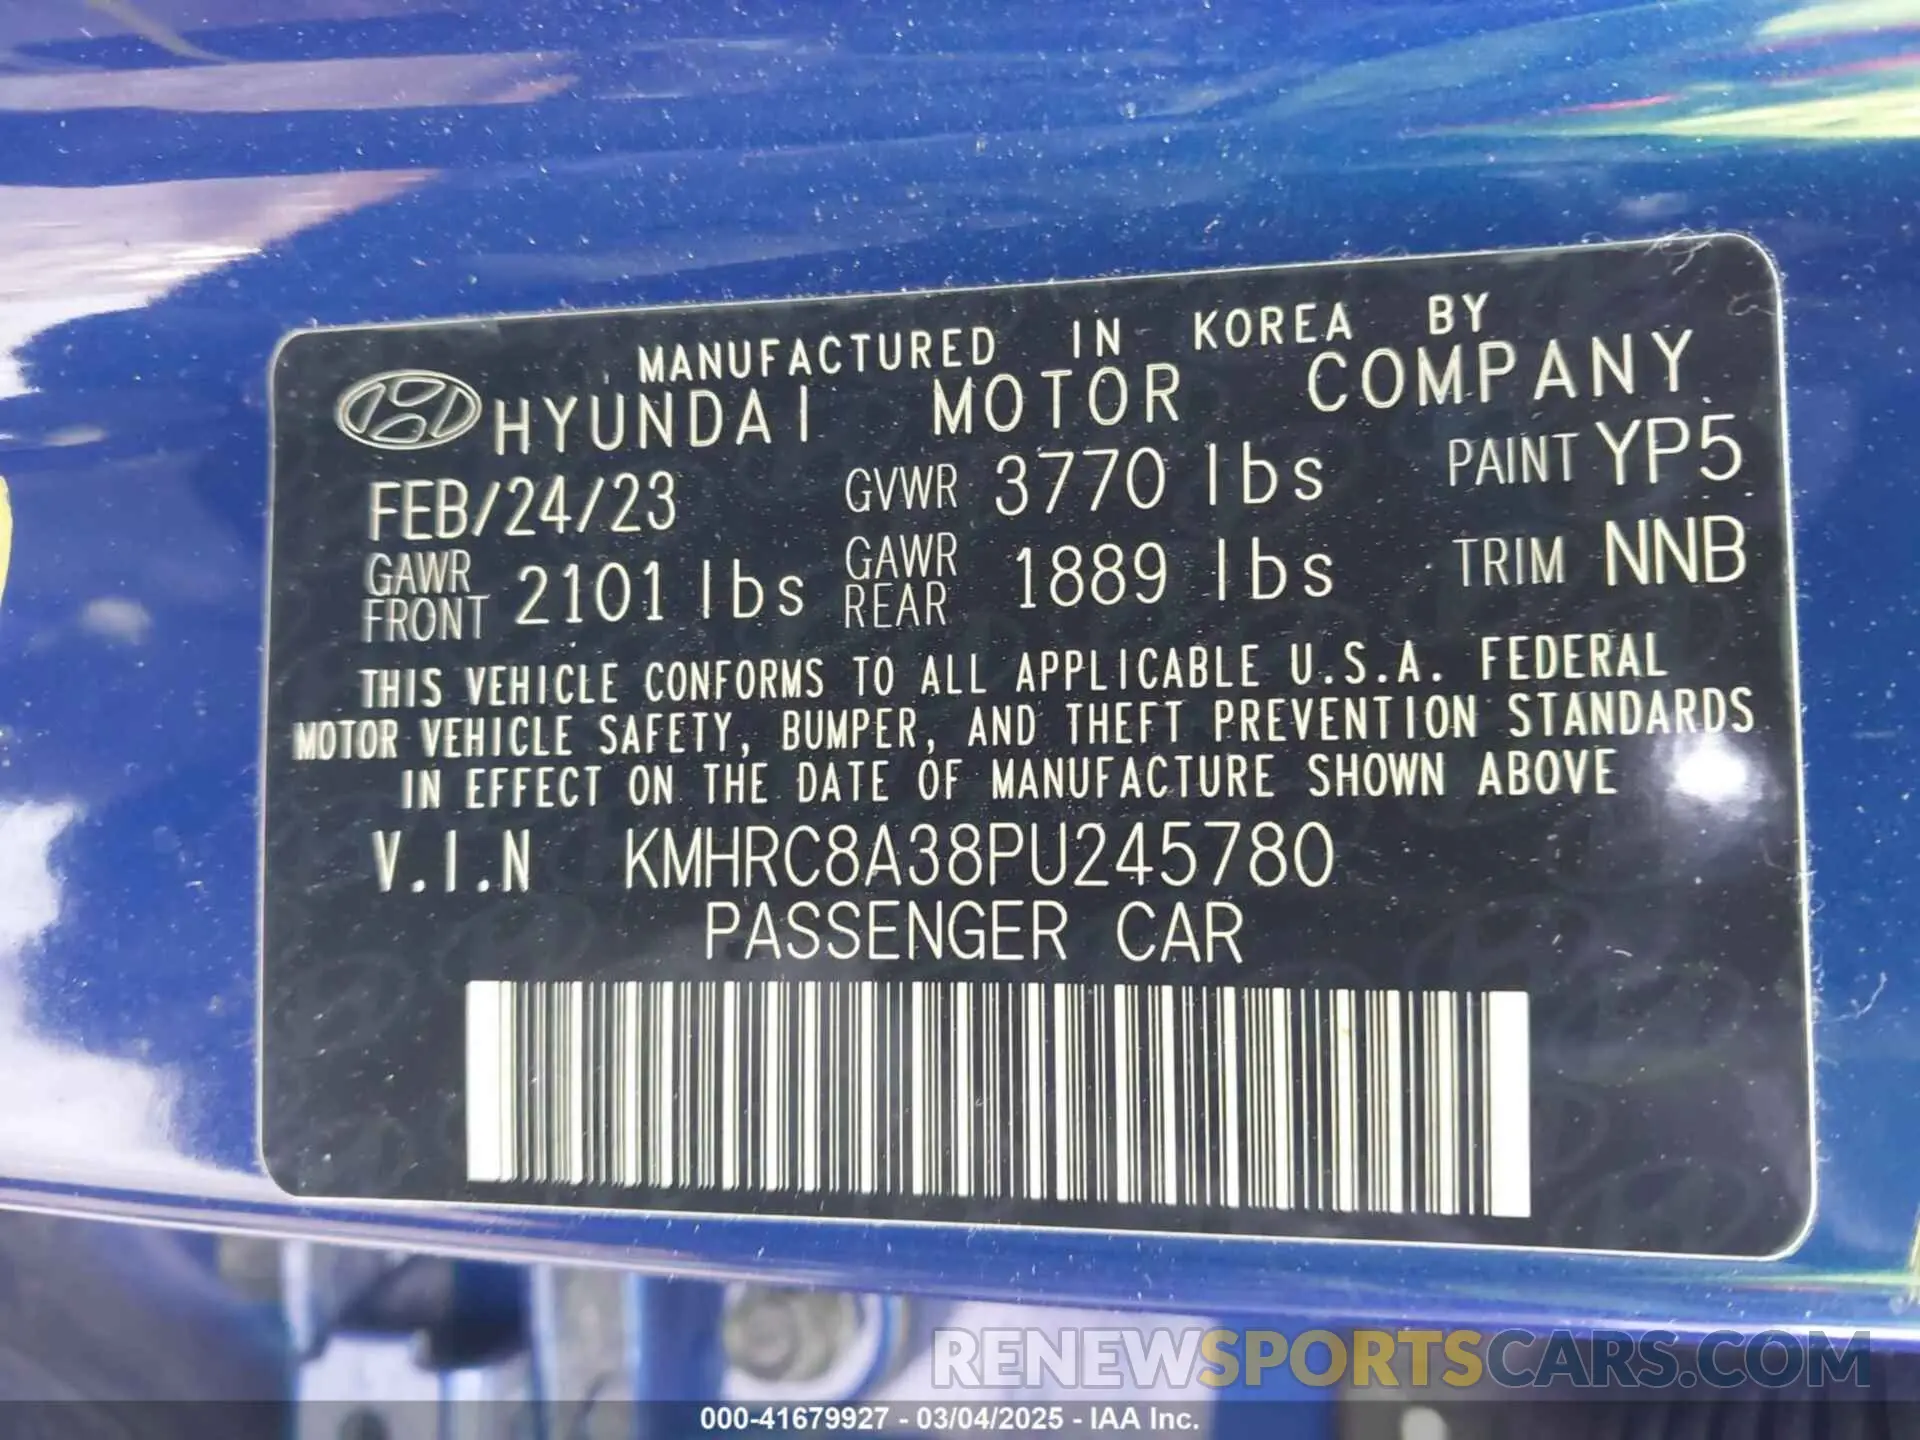 MANUFACTURED IN KOREA BY
HYUNDAI MOTOR COMPANY
FEB/24/23 GVWR 3770 lbs PAINT YP5
GAWR FRONT 2101 lbs GAWR REAR 1889 lbs TRIM NNB
THIS VEHICLE CONFORMS TO ALL APPLICABLE U.S.A. FEDERAL
MOTOR VEHICLE SAFETY, BUMPER, AND THEFT PREVENTION STANDARDS
IN EFFECT ON THE DATE OF MANUFACTURE SHOWN ABOVE
V.I.N KMHRC8A38PU245780
PASSENGER CAR
RENEWSPORTSCARS.COM
000-41679927 - 03/04/2025 - IAA Inc.